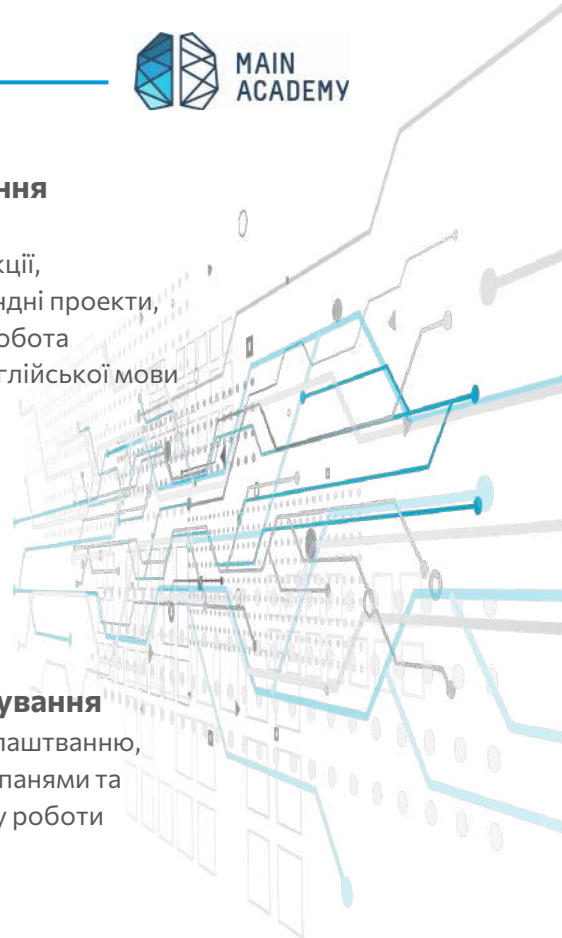 MAIN
ACADEMY
ння
кції,
ндні проекти,
обота
глійської мови
ування
лаштванню,
панями та
у роботи